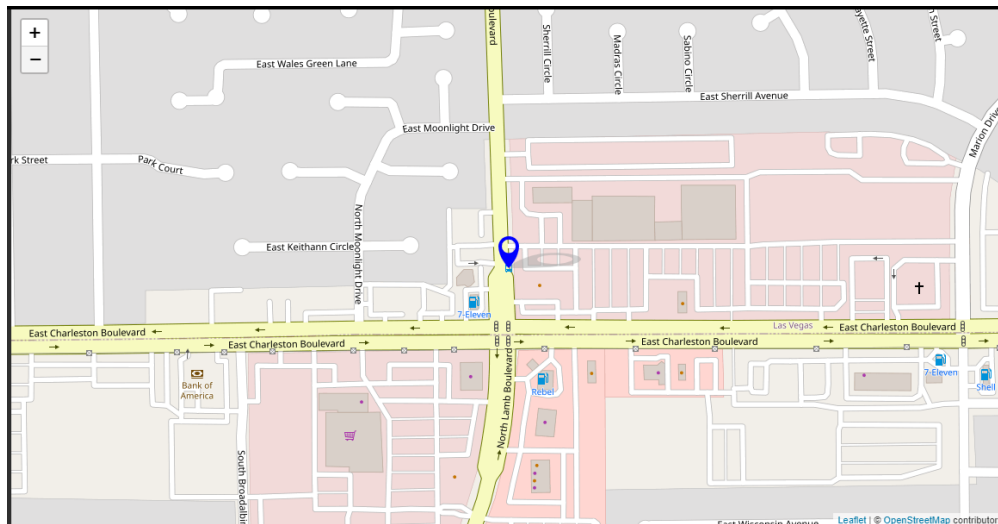 +
−
Boulevard
East Wales Green Lane
Sherrill Circle
Madras Circle
Sabino Circle
ayette Street
n Street
East Sherrill Avenue
East Moonlight Drive
Marion Drive
rk Street
Park Court
North Moonlight Drive
East Keithann Circle
7-Eleven
East Charleston Boulevard
Las Vegas
East Charleston Boulevard
East Charleston Boulevard
East Charleston Boulevard
Bank of
America
North Lamb Boulevard
Rebel
7-Eleven
Shell
South Broadalbin
East Wisconsin Avenue
Leaflet | © OpenStreetMap contributor